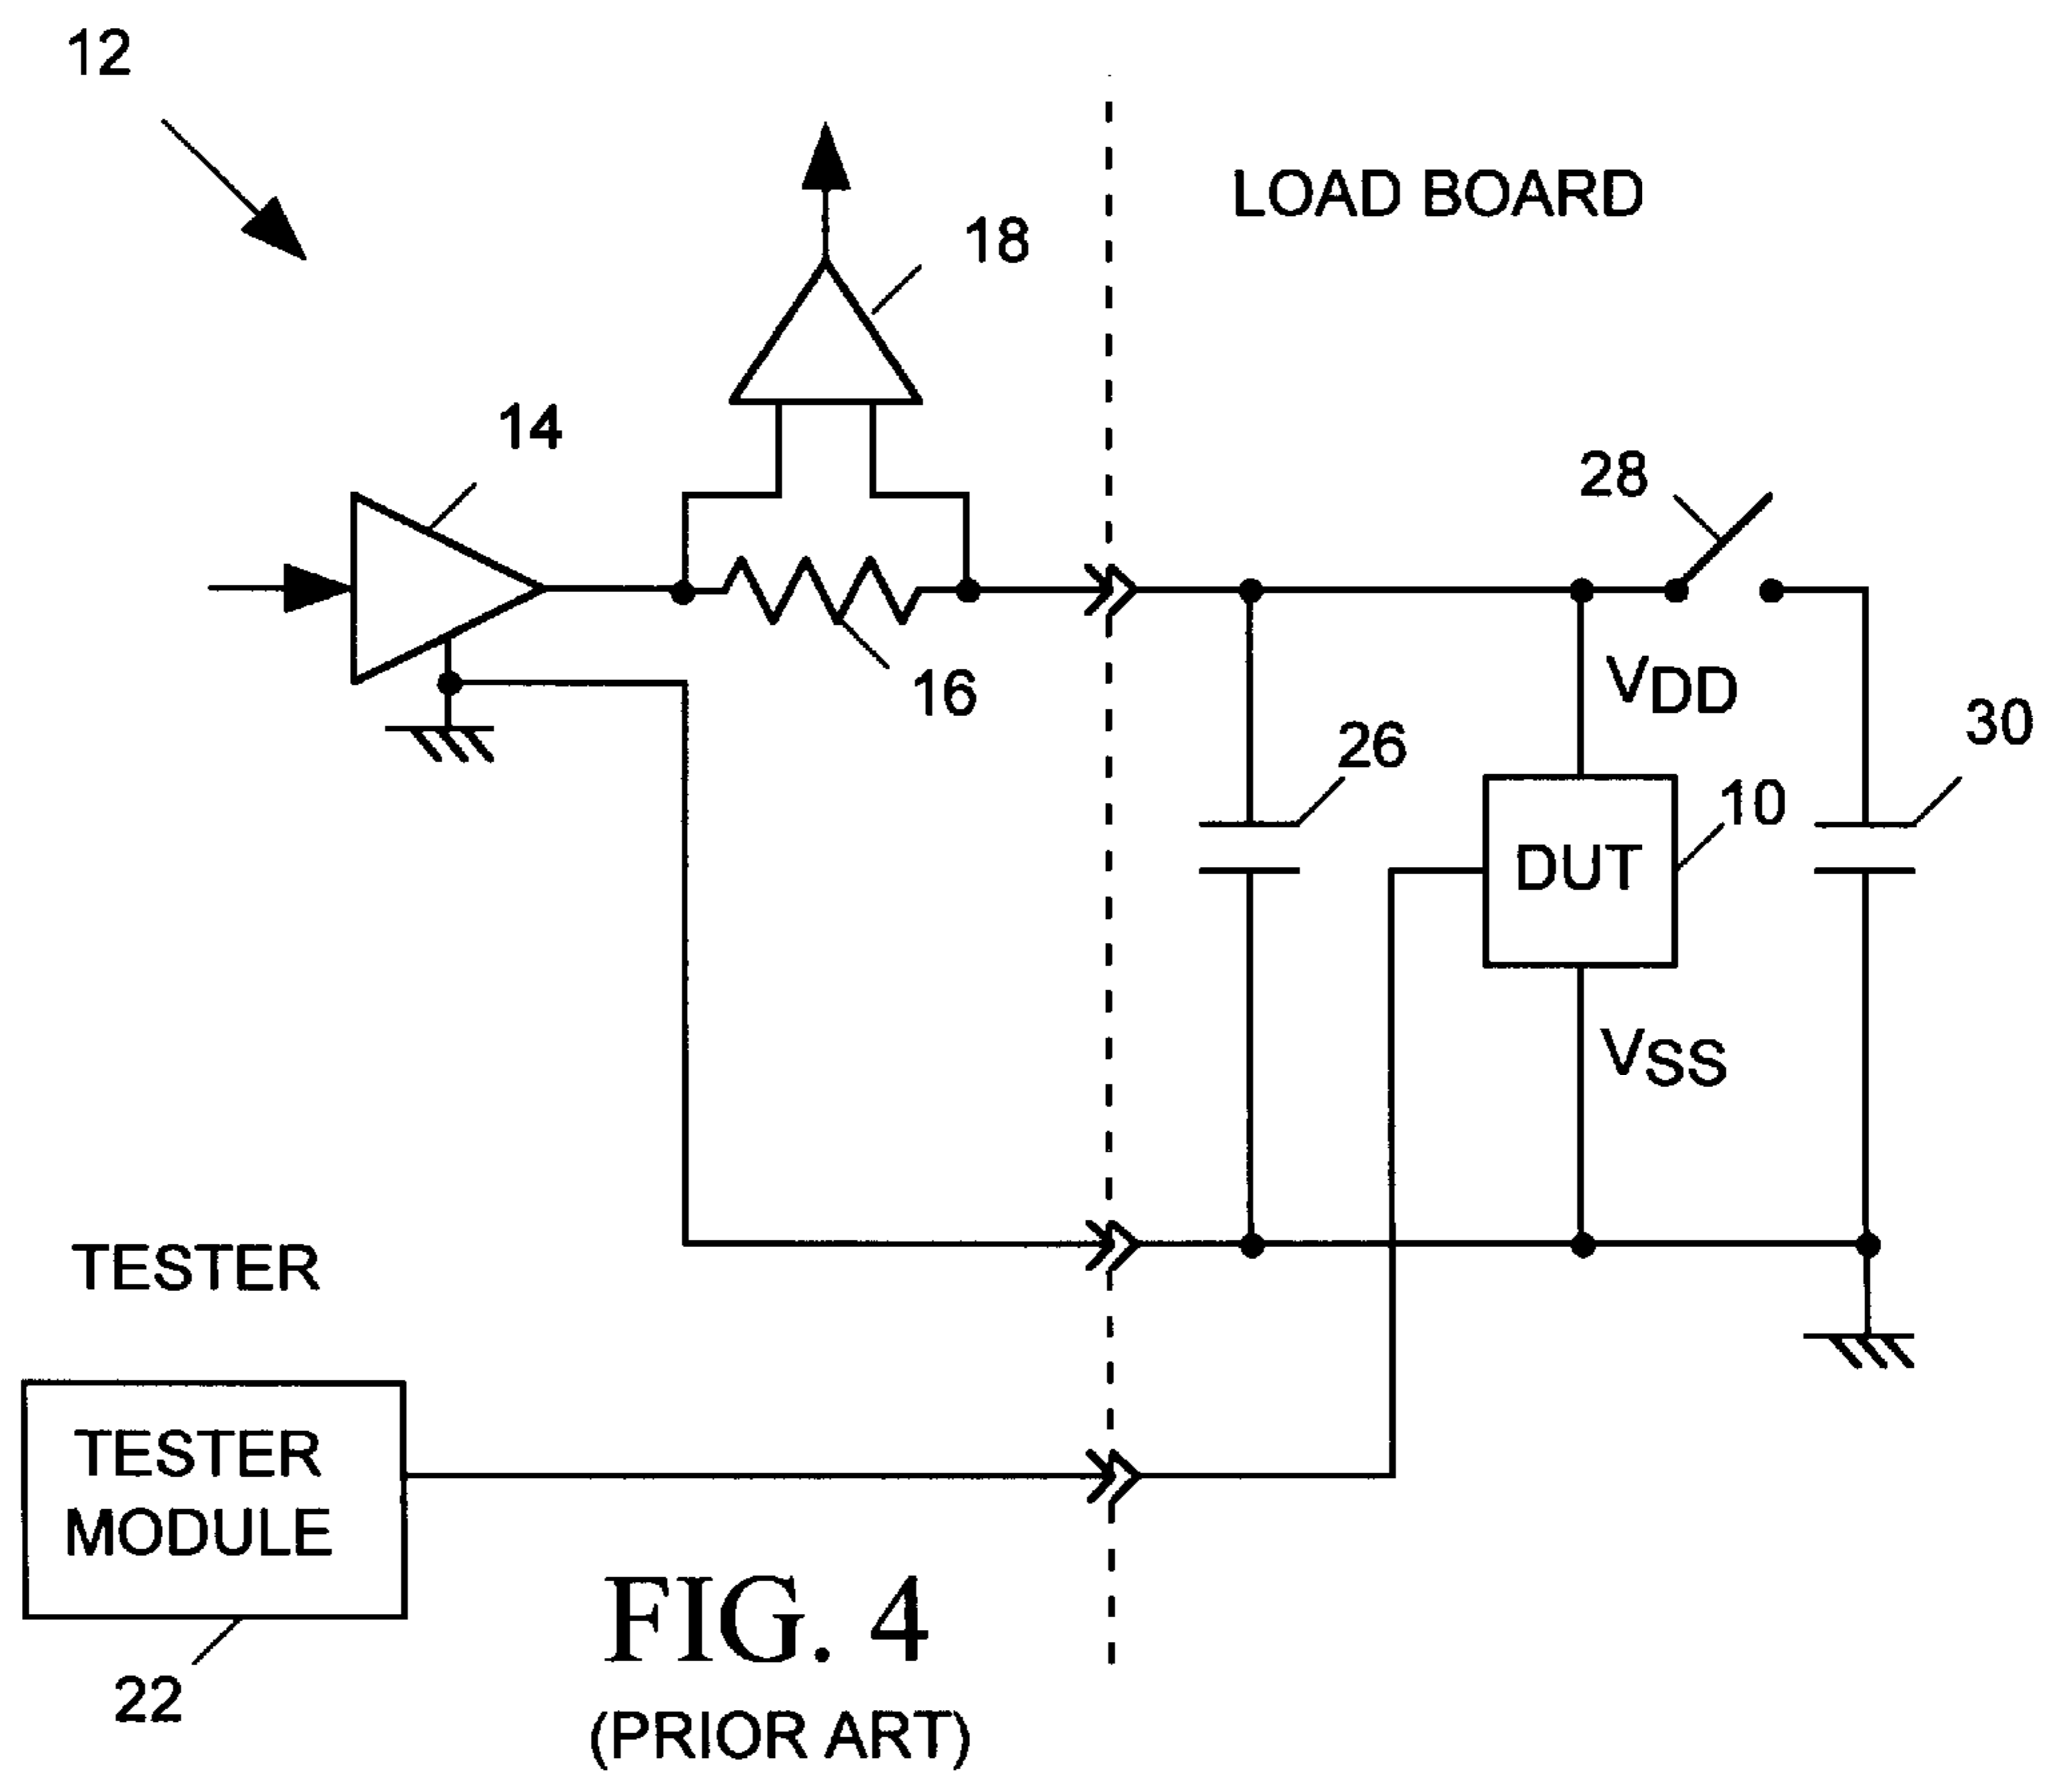 12
LOAD BOARD
18
14
28
16
VDD
30
26
10
DUT
VSS
TESTER
TESTER
MODULE
22
FIG. 4
(PRIOR ART)